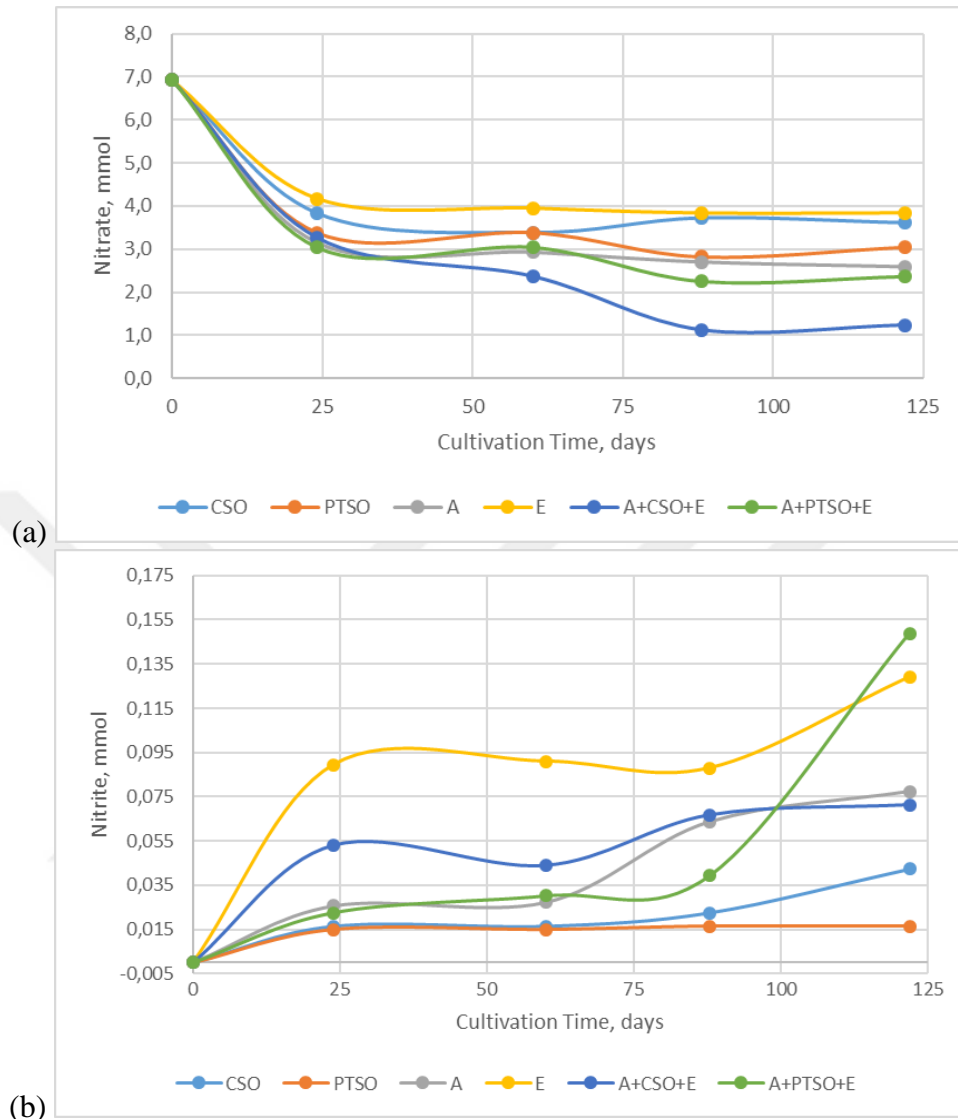 8,0
7,0
6,0
5,0
4,0
3,0
2,0
1,0
0,0
Nitrate, mmol
0 25 50 75 100 125
Cultivation Time, days
CSO PTSO A E A+CSO+E A+PTSO+E
(a)
0,175
0,155
0,135
0,115
0,095
0,075
0,055
0,035
0,015
-0,005
Nitrite, mmol
0 25 50 75 100 125
Cultivation Time, days
CSO PTSO A E A+CSO+E A+PTSO+E
(b)